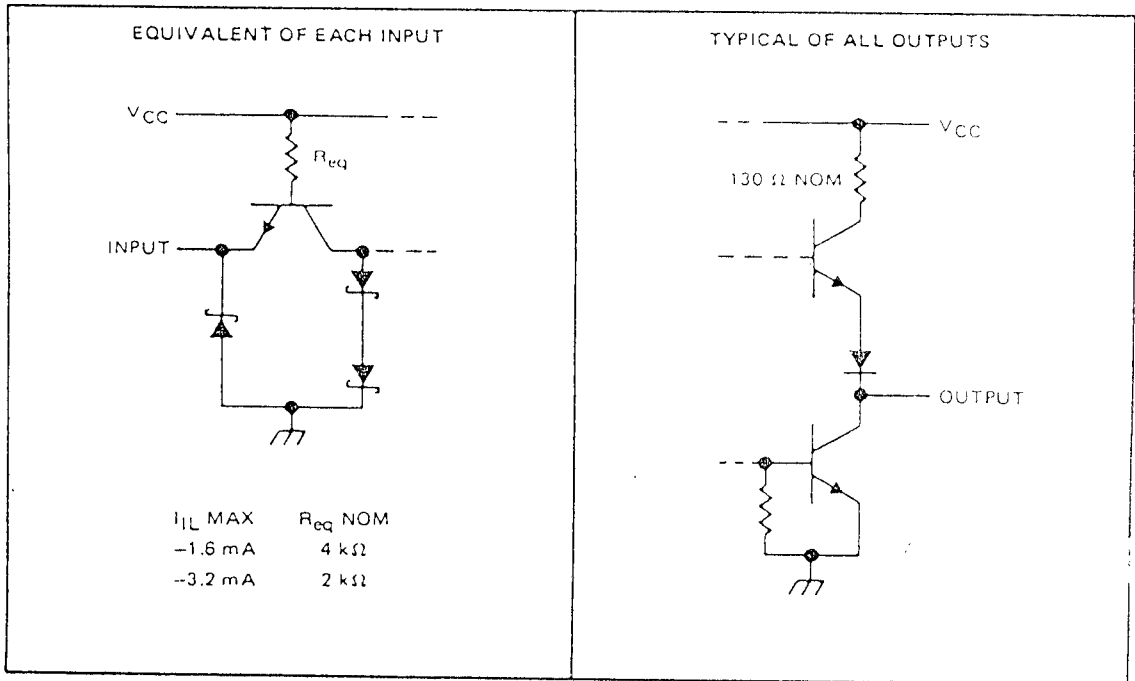 EQUIVALENT OF EACH INPUT
VCC
Req
INPUT
IIL MAX Req NOM
−1.6 mA 4 kΩ
--3.2 mA 2 kΩ
TYPICAL OF ALL OUTPUTS
VCC
130 Ω NOM
OUTPUT